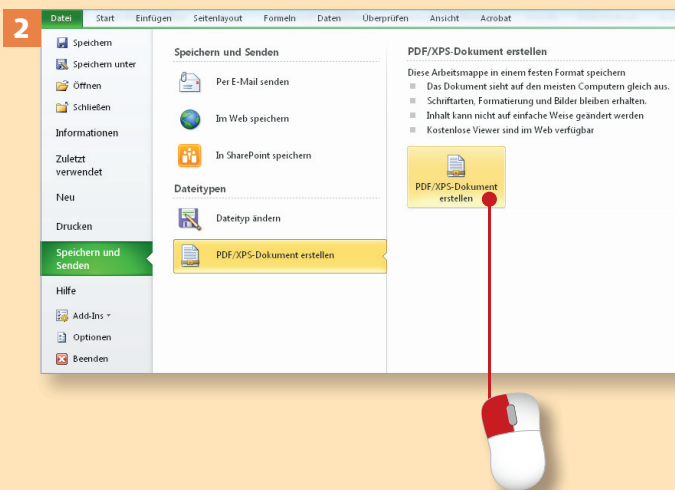 2
Datei Start Einfügen Seitenlayout Formeln Daten Überprüfen Ansicht Acrobat
Speichern
Speichern unter
Öffnen
Schließen
Informationen
Zuletzt
verwendet
Neu
Drucken
Speichern und
Senden
Hilfe
Add-Ins
Optionen
Beenden
Speichern und Senden
Per E-Mail senden
Im Web speichern
In SharePoint speichern
Dateitypen
Dateityp ändern
PDF/XPS-Dokument erstellen
PDF/XPS-Dokument erstellen
Diese Arbeitsmappe in einem festen Format speichern
Das Dokument sieht auf den meisten Computern gleich aus.
Schriftarten, Formatierung und Bilder bleiben erhalten.
Inhalt kann nicht auf einfache Weise geändert werden
Kostenlose Viewer sind im Web verfügbar
PDF/XPS-Dokument
erstellen